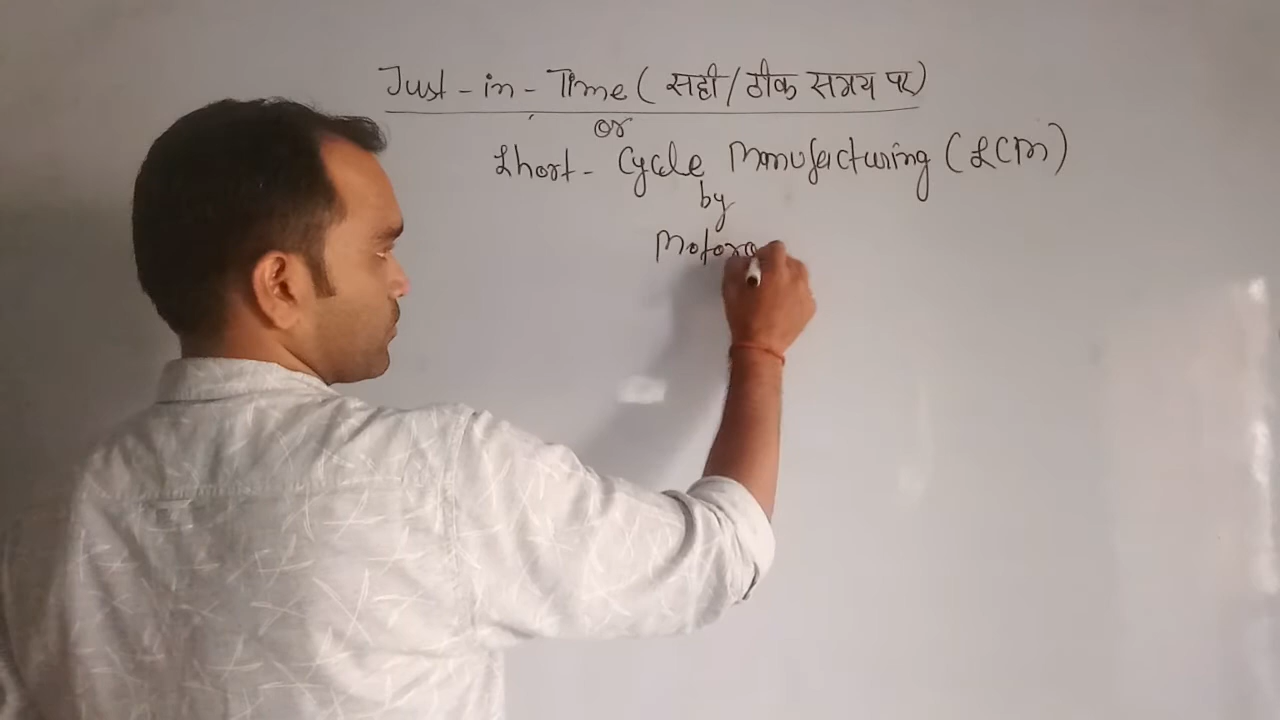 Just-in-Time (सही/ठीक समय पर)
or
Short-Cycle Manufacturing (SCM)
by
Motoro